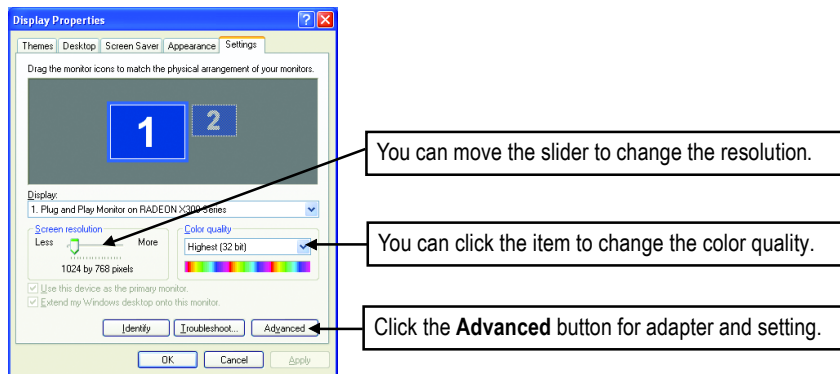 Display Properties
Themes Desktop Screen Saver Appearance Settings
Drag the monitor icons to match the physical arrangement of your monitors.
1 2
You can move the slider to change the resolution.
Display:
1. Plug and Play Monitor on RADEON X300 Series
Screen resolution
Less More
1024 by 768 pixels
Color quality
Highest (32 bit)
You can click the item to change the color quality.
Use this device as the primary monitor.
Extend my Windows desktop onto this monitor.
Identify Troubleshoot... Advanced
Click the Advanced button for adapter and setting.
OK Cancel Apply